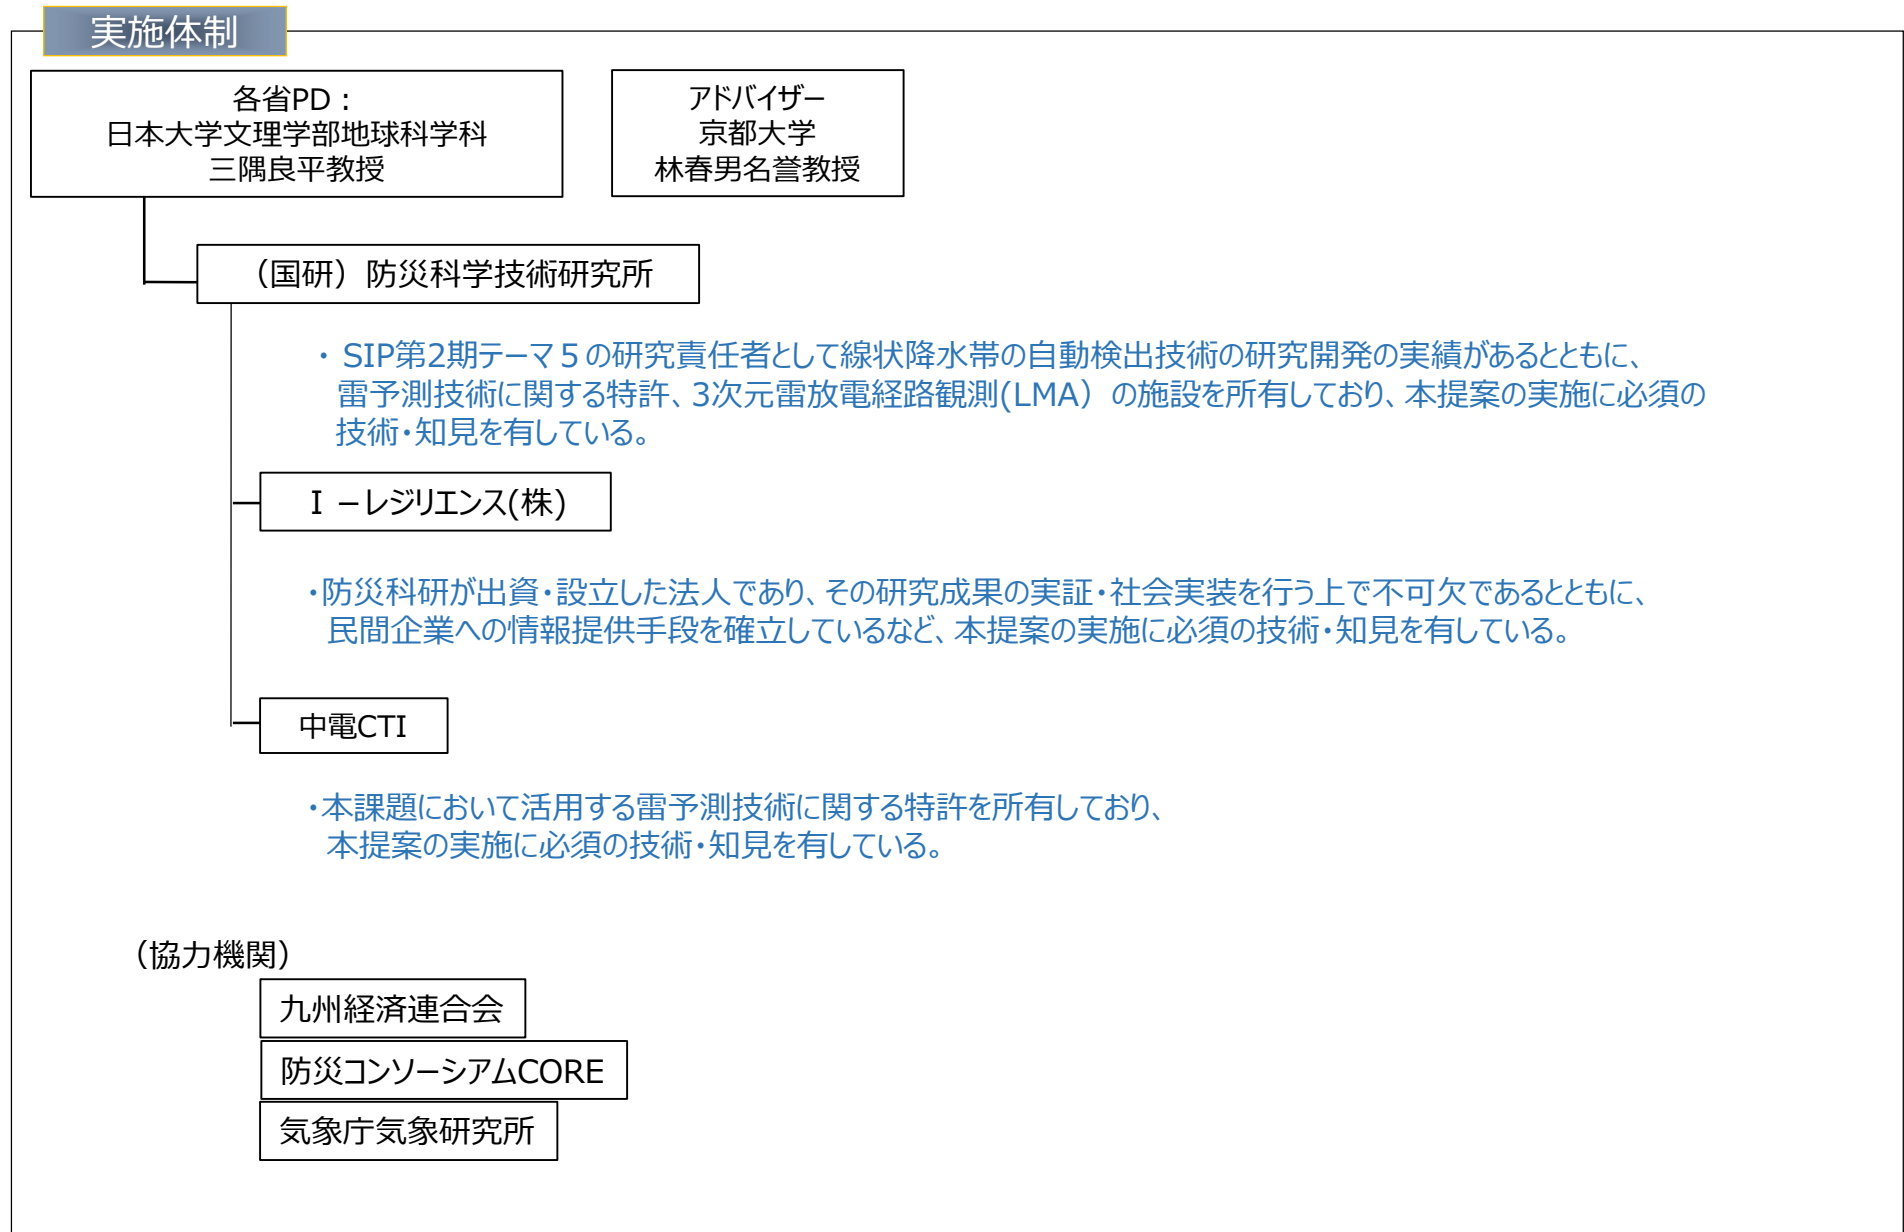 実施体制
各省PD：
日本大学文理学部地球科学科
三隅良平教授
アドバイザー
京都大学
林春男名誉教授
（国研）防災科学技術研究所
・ SIP第2期テーマ５の研究責任者として線状降水帯の自動検出技術の研究開発の実績があるとともに、
雷予測技術に関する特許、3次元雷放電経路観測(LMA）の施設を所有しており、本提案の実施に必須の
技術・知見を有している。
Ｉ－レジリエンス(株)
・防災科研が出資・設立した法人であり、その研究成果の実証・社会実装を行う上で不可欠であるとともに、
民間企業への情報提供手段を確立しているなど、本提案の実施に必須の技術・知見を有している。
中電CTI
・本課題において活用する雷予測技術に関する特許を所有しており、
本提案の実施に必須の技術・知見を有している。
（協力機関）
九州経済連合会
防災コンソーシアムCORE
気象庁気象研究所